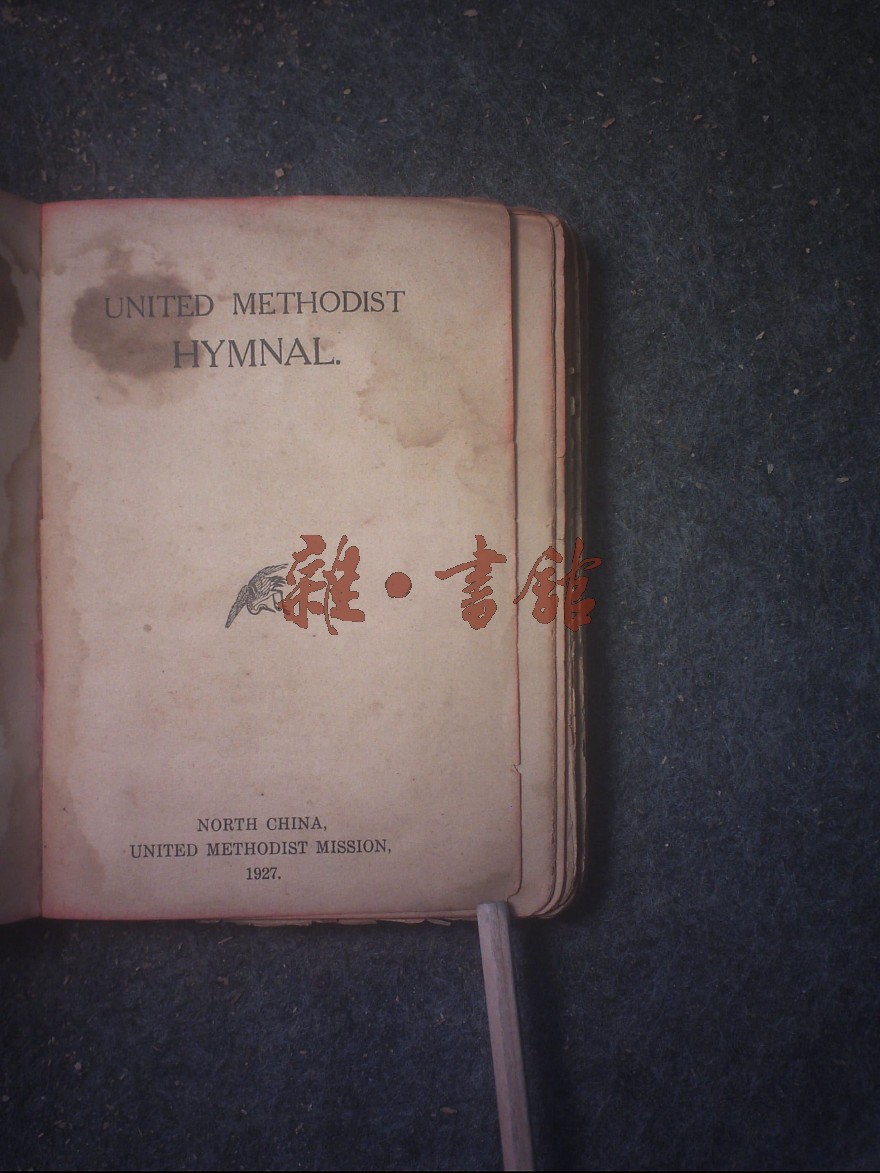 UNITED METHODIST
HYMNAL.
雜·書館
NORTH CHINA,
UNITED METHODIST MISSION,
1927.